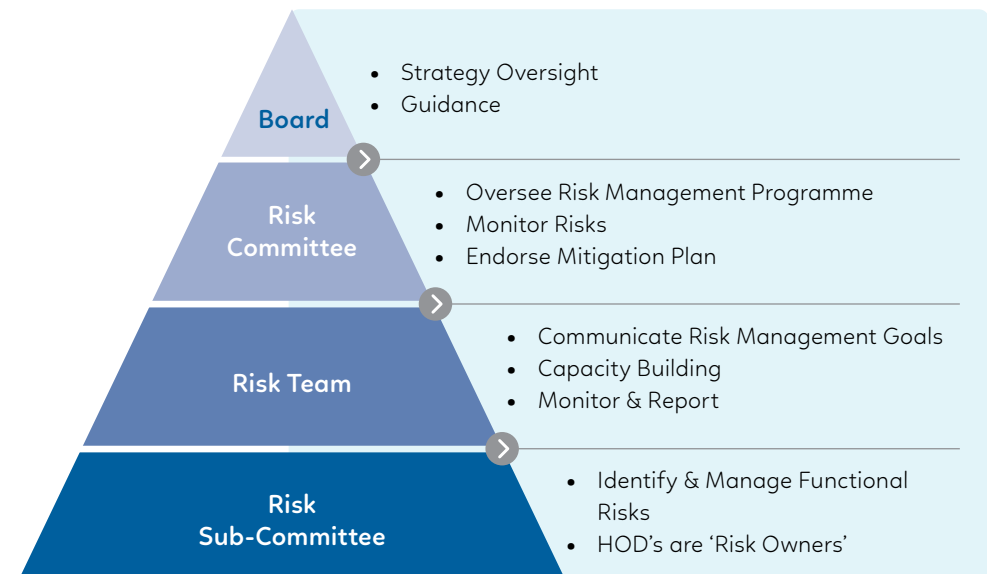 Board
• Strategy Oversight
• Guidance
Risk
Committee
• Oversee Risk Management Programme
• Monitor Risks
• Endorse Mitigation Plan
Risk Team
• Communicate Risk Management Goals
• Capacity Building
• Monitor & Report
Risk
Sub-Committee
• Identify & Manage Functional
Risks
• HOD's are ‘Risk Owners’